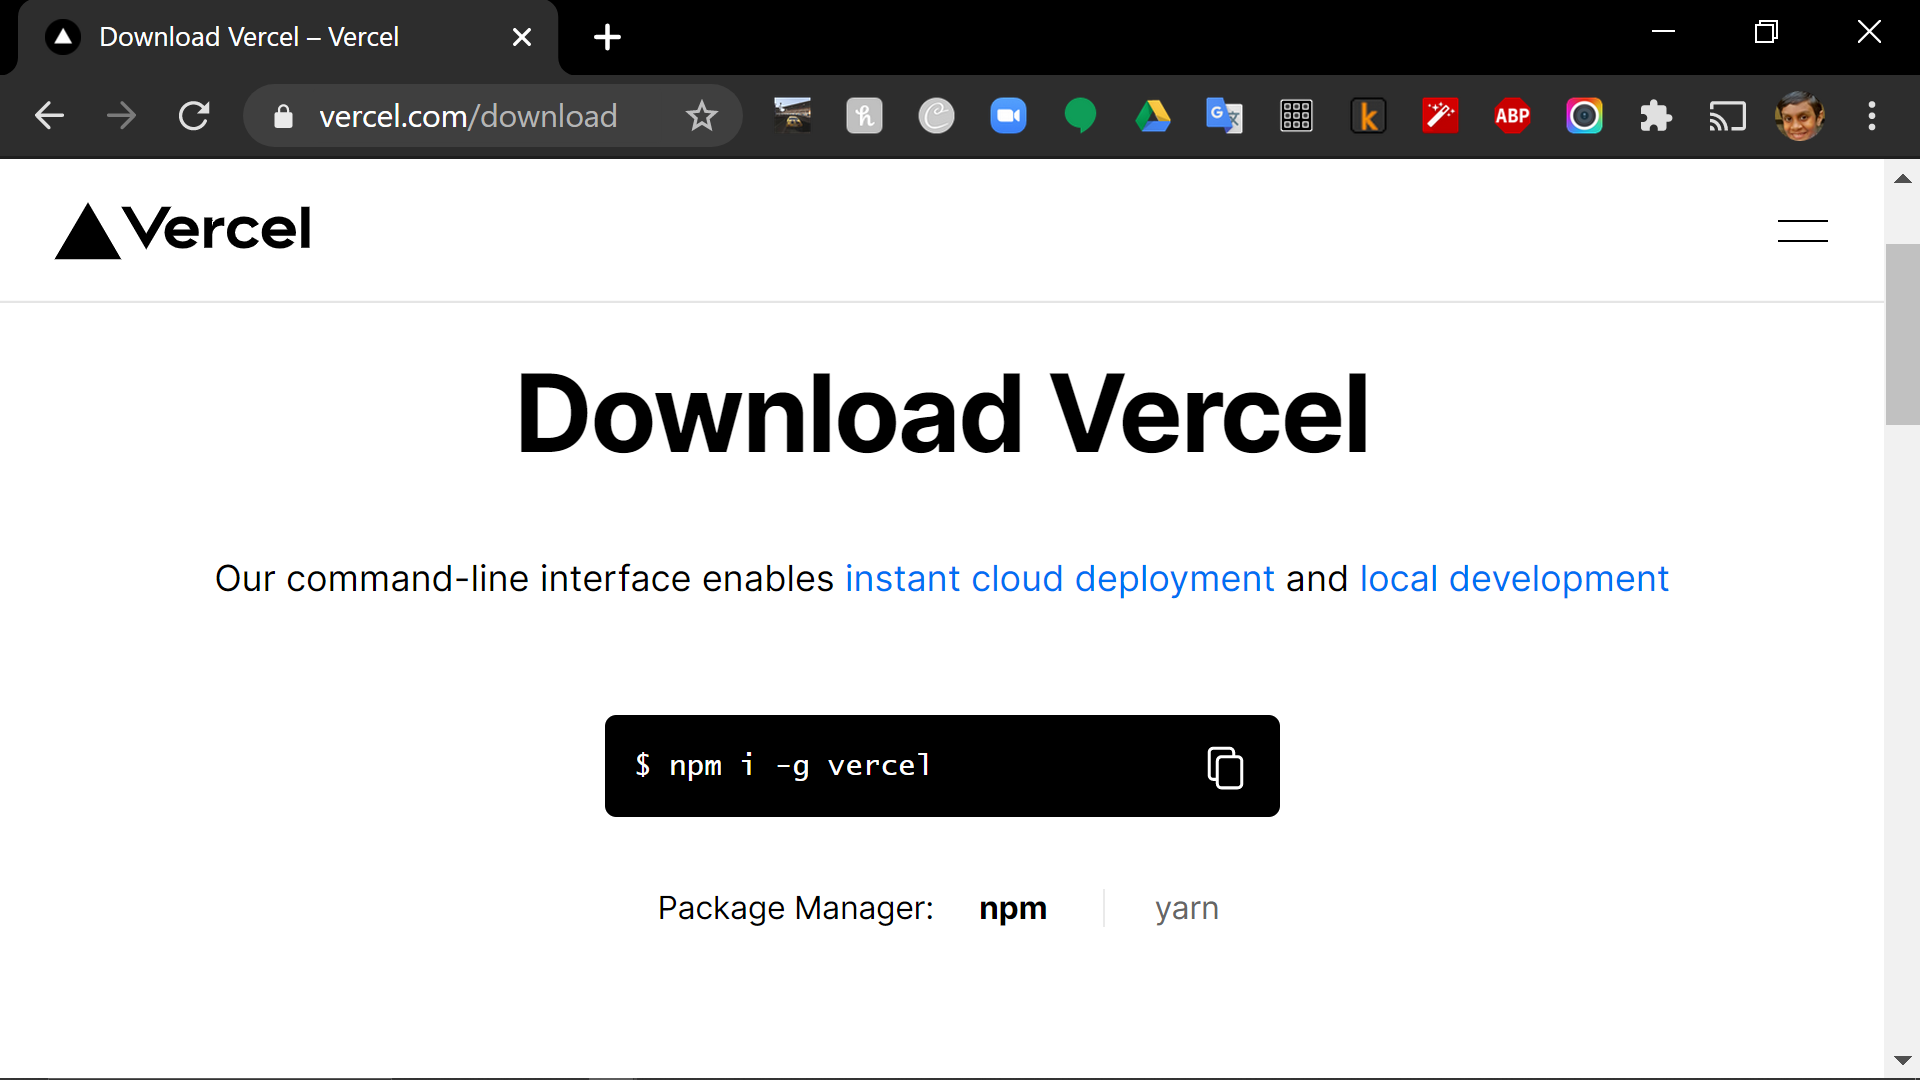 Download Vercel – Vercel
vercel.com/download
h
G
k
ABP
Vercel
Download Vercel
Our command-line interface enables instant cloud deployment and local development
$ npm i -g vercel
Package Manager: npm yarn